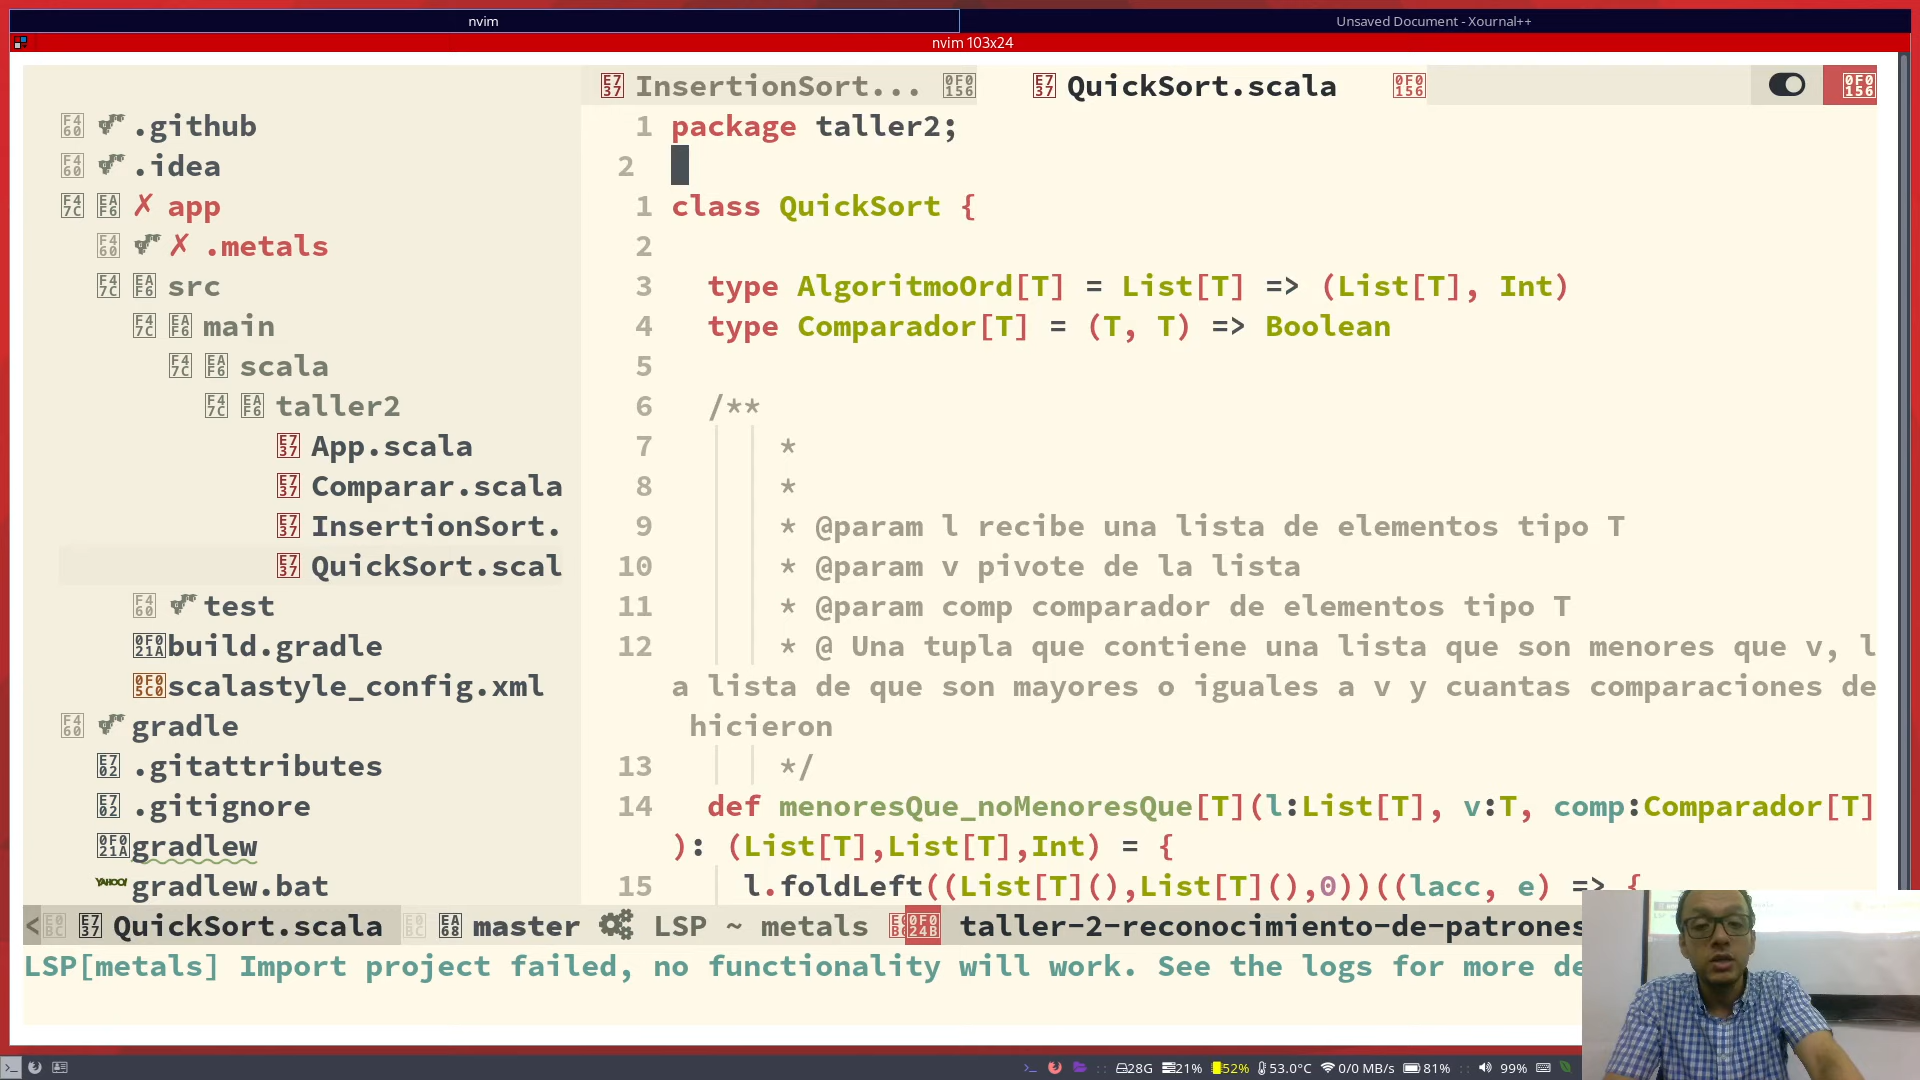 nvim
Unsaved Document - Xournal++
nvim 103x24
InsertionSort...
QuickSort.scala
.github
.idea
✗ app
✗ .metals
src
main
scala
taller2
App.scala
Comparar.scala
InsertionSort.
QuickSort.scal
test
build.gradle
scalastyle_config.xml
gradle
.gitattributes
.gitignore
gradlew
YAHOO! gradlew.bat
1 package taller2;
2
1 class QuickSort {
2
3 type AlgoritmoOrd[T] = List[T] => (List[T], Int)
4 type Comparador[T] = (T, T) => Boolean
5
6 /**
7 *
8 *
9 * @param l recibe una lista de elementos tipo T
10 * @param v pivote de la lista
11 * @param comp comparador de elementos tipo T
12 * @ Una tupla que contiene una lista que son menores que v, l
a lista de que son mayores o iguales a v y cuantas comparaciones de
hicieron
13 */
14 def menoresQue_noMenoresQue[T](l:List[T], v:T, comp:Comparador[T]
): (List[T],List[T],Int) = {
15 l.foldLeft((List[T](),List[T](),0))((lacc, e) => {
< QuickSort.scala master LSP ~ metals taller-2-reconocimiento-de-patrones
LSP[metals] Import project failed, no functionality will work. See the logs for more de
28G 21% 52% 53.0°C 0/0 MB/s 81% 99%